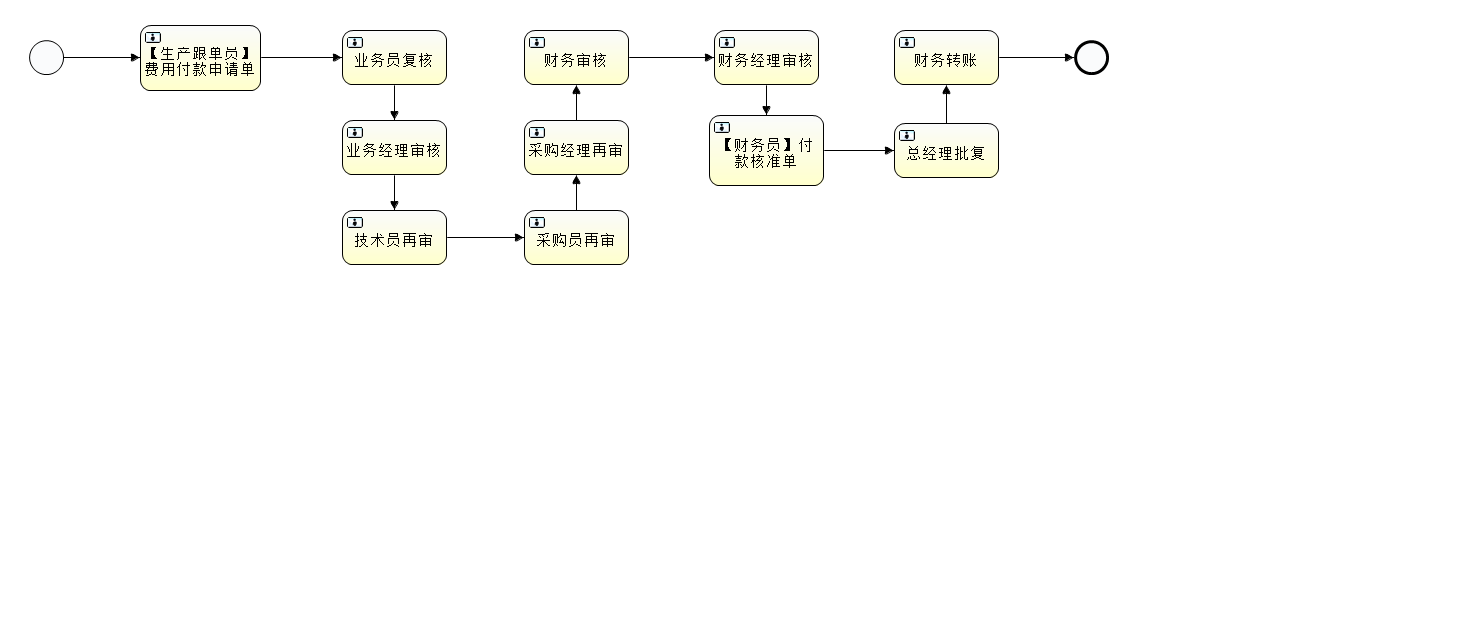 【生产跟单员】
费用付款申请单
业务员复核
业务经理审核
技术员再审
采购员再审
采购经理再审
财务审核
财务经理审核
【财务员】付
款核准单
总经理批复
财务转账